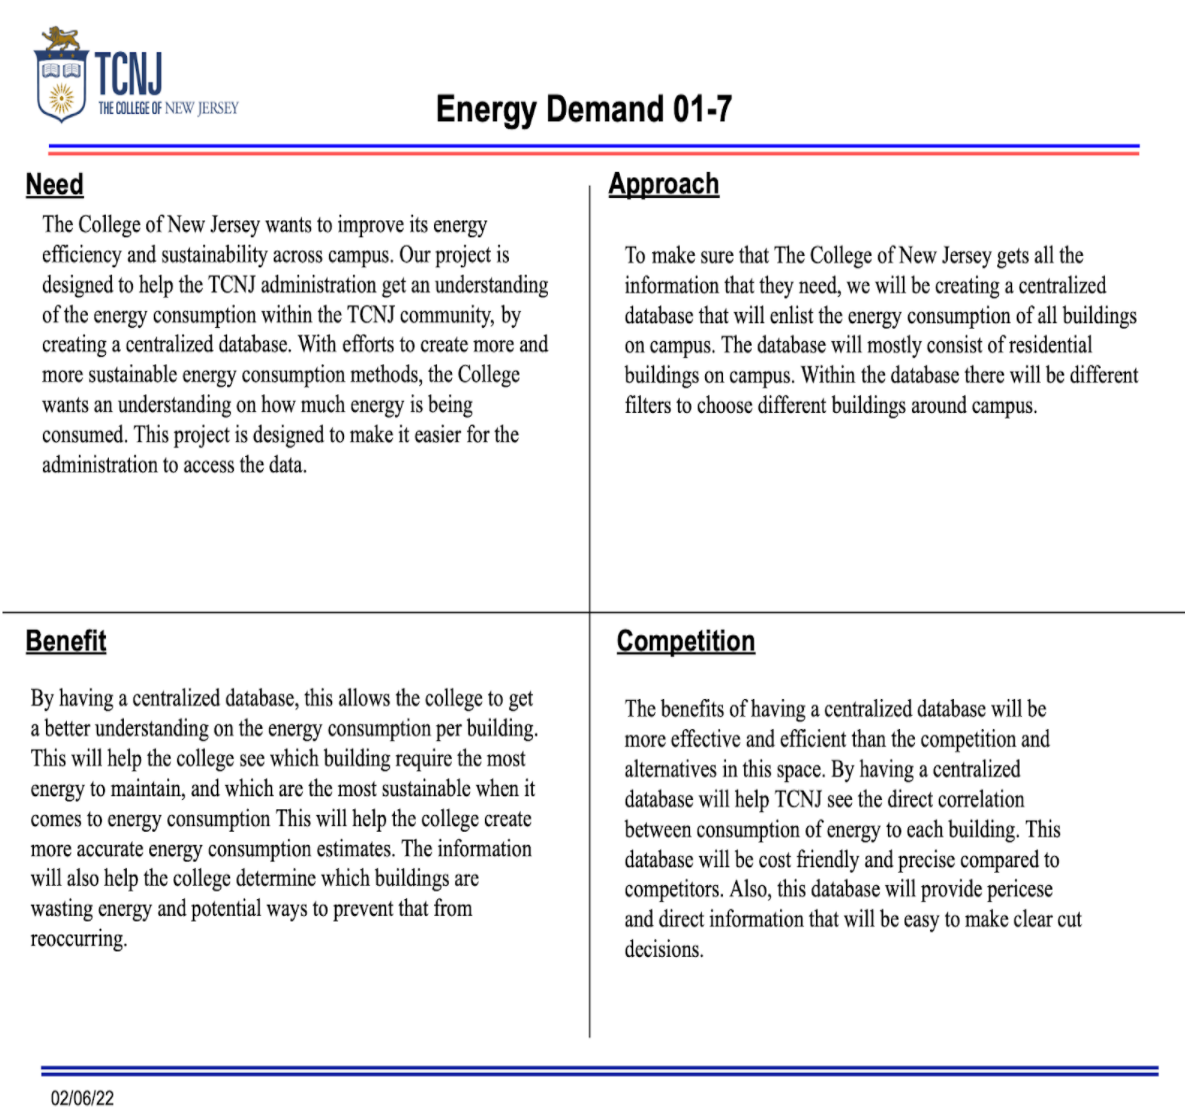 TCNJ
THE COLLEGE OF NEW JERSEY
Energy Demand 01-7
Need
The College of New Jersey wants to improve its energy
efficiency and sustainability across campus. Our project is
designed to help the TCNJ administration get an understanding
of the energy consumption within the TCNJ community, by
creating a centralized database. With efforts to create more and
more sustainable energy consumption methods, the College
wants an understanding on how much energy is being
consumed. This project is designed to make it easier for the
administration to access the data.
Approach
To make sure that The College of New Jersey gets all the
information that they need, we will be creating a centralized
database that will enlist the energy consumption of all buildings
on campus. The database will mostly consist of residential
buildings on campus. Within the database there will be different
filters to choose different buildings around campus.
Benefit
By having a centralized database, this allows the college to get
a better understanding on the energy consumption per building.
This will help the college see which building require the most
energy to maintain, and which are the most sustainable when it
comes to energy consumption This will help the college create
more accurate energy consumption estimates. The information
will also help the college determine which buildings are
wasting energy and potential ways to prevent that from
reoccurring.
Competition
The benefits of having a centralized database will be
more effective and efficient than the competition and
alternatives in this space. By having a centralized
database will help TCNJ see the direct correlation
between consumption of energy to each building. This
database will be cost friendly and precise compared to
competitors. Also, this database will provide pericese
and direct information that will be easy to make clear cut
decisions.
02/06/22